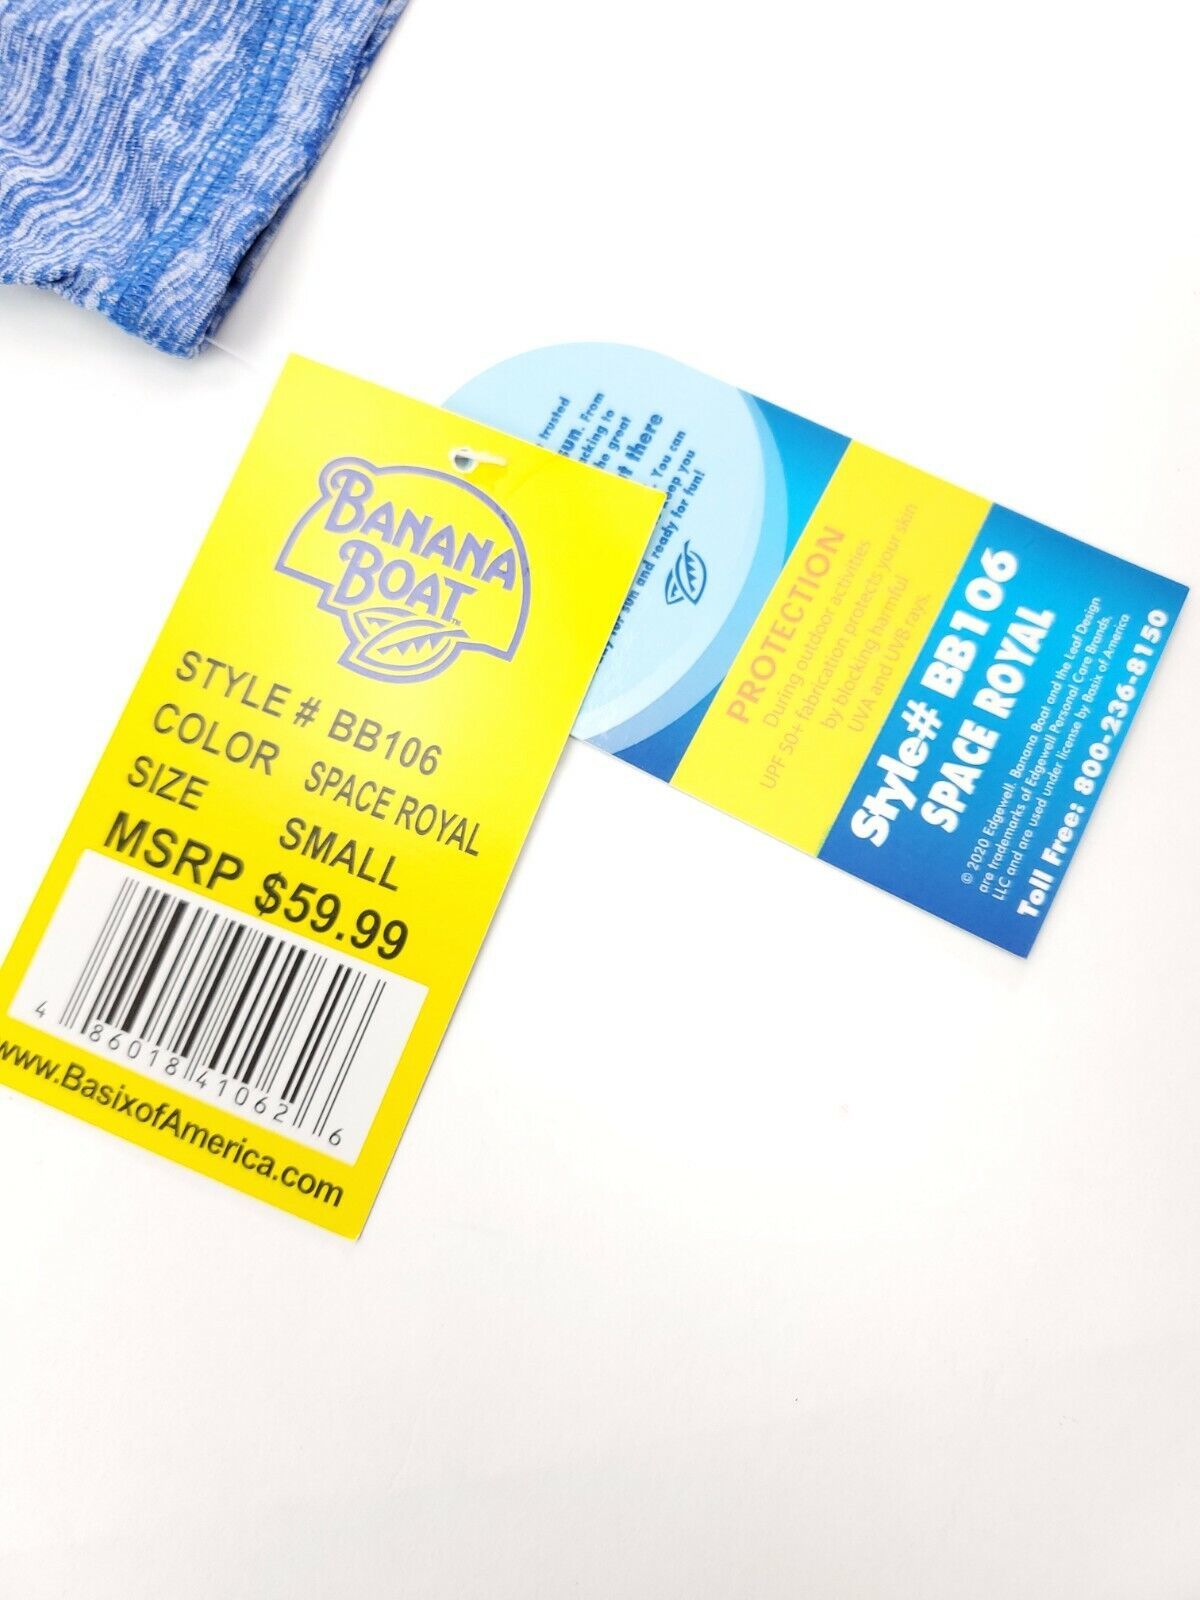 BANANA
BOAT™
STYLE # BB106
COLOR SPACE ROYAL
SIZE SMALL
MSRP $59.99
4 86018 41062 6
www.BasixofAmerica.com
trusted
sun. From
to
the great
there
You can
keep you
for sun and ready for fun!
PROTECTION
During outdoor activities
UPF 50+ fabrication protects your skin
by blocking harmful
UVA and UVB rays.
Style# BB106
SPACE ROYAL
© 2020 Edgewell. Banana Boat and the Leaf Design
are trademarks of Edgewell Personal Care Brands,
LLC and are used under license by Basix of America
Toll Free: 800-236-8150